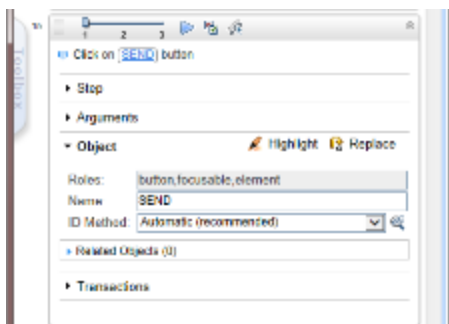 1 2 3
Click on [SEND] button
Toolbox
Step
Arguments
Object Highlight Replace
Roles: button,focusable,element
Name SEND
ID Method: Automatic (recommended)
Related Objects (0)
Transactions